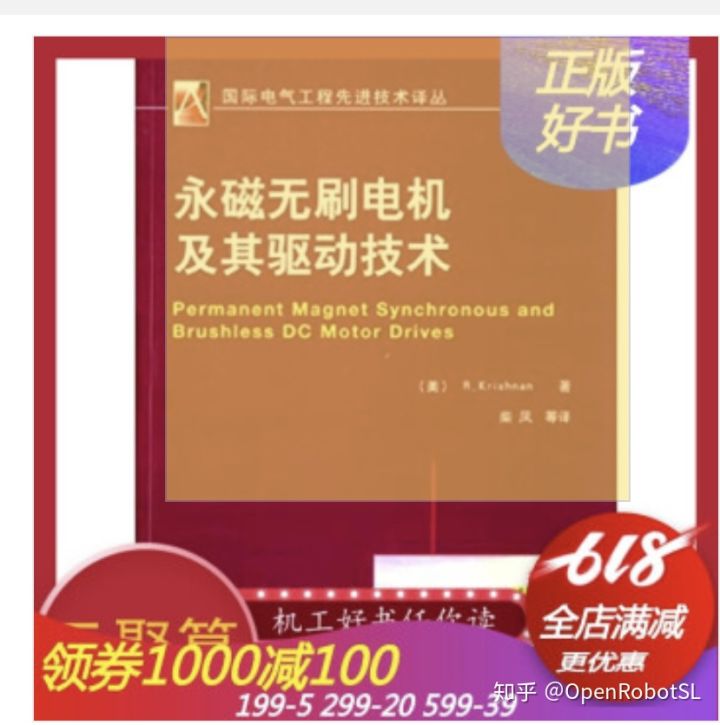 国际电气工程先进技术译丛
正版
好书
永磁无刷电机
及其驱动技术
Permanent Magnet Synchronous and
Brushless DC Motor Drives
（美） R.Krishnan 著
柴凤 等译
618
全店满减
更优惠
机工好书任你读
领券1000减100
199-5 299-20 599-39
知乎 @OpenRobotSL